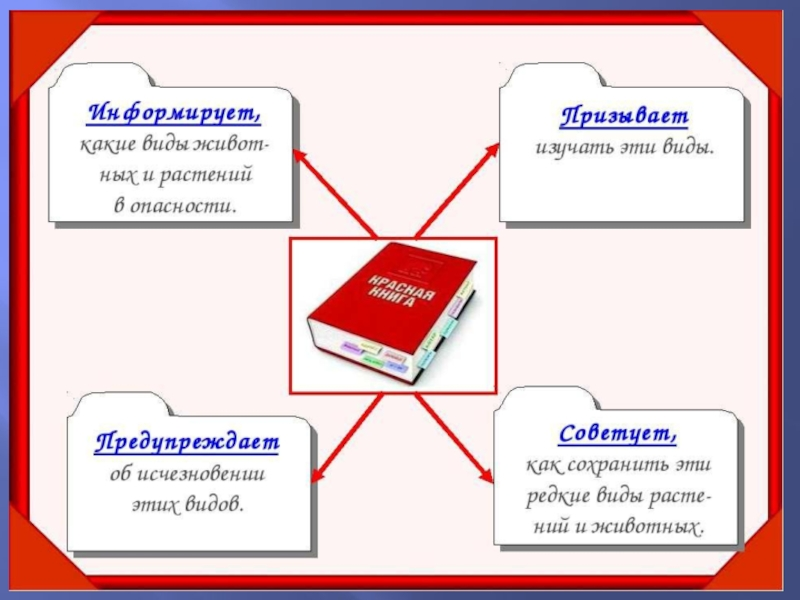 Информирует,
какие виды живот-
ных и растений
в опасности.
Призывает
изучать эти виды.
КРАСНАЯ
КНИГА
Предупреждает
об исчезновении
этих видов.
Советует,
как сохранить эти
редкие виды расте-
ний и животных.